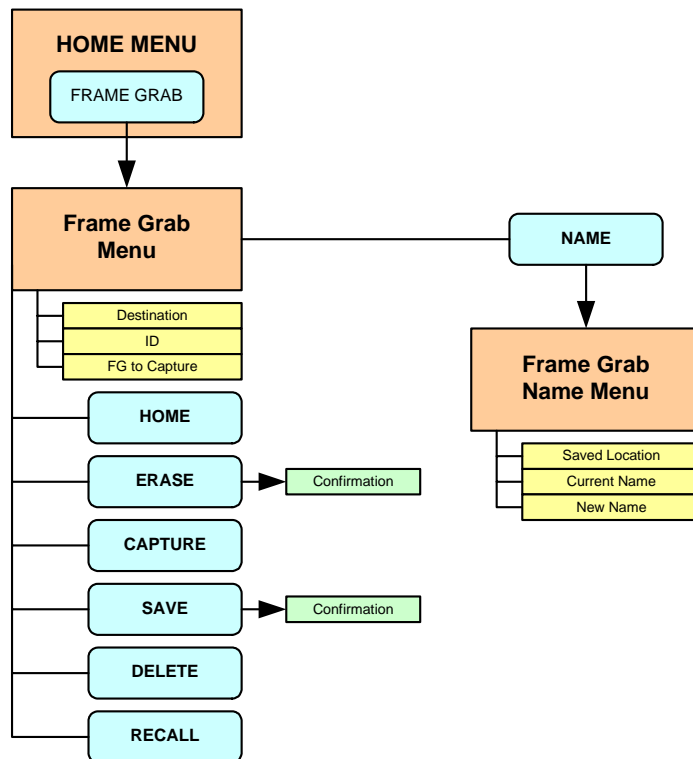 HOME MENU
FRAME GRAB
Frame Grab
Menu
NAME
Destination
ID
FG to Capture
Frame Grab
Name Menu
Saved Location
Current Name
New Name
HOME
ERASE
Confirmation
CAPTURE
SAVE
Confirmation
DELETE
RECALL